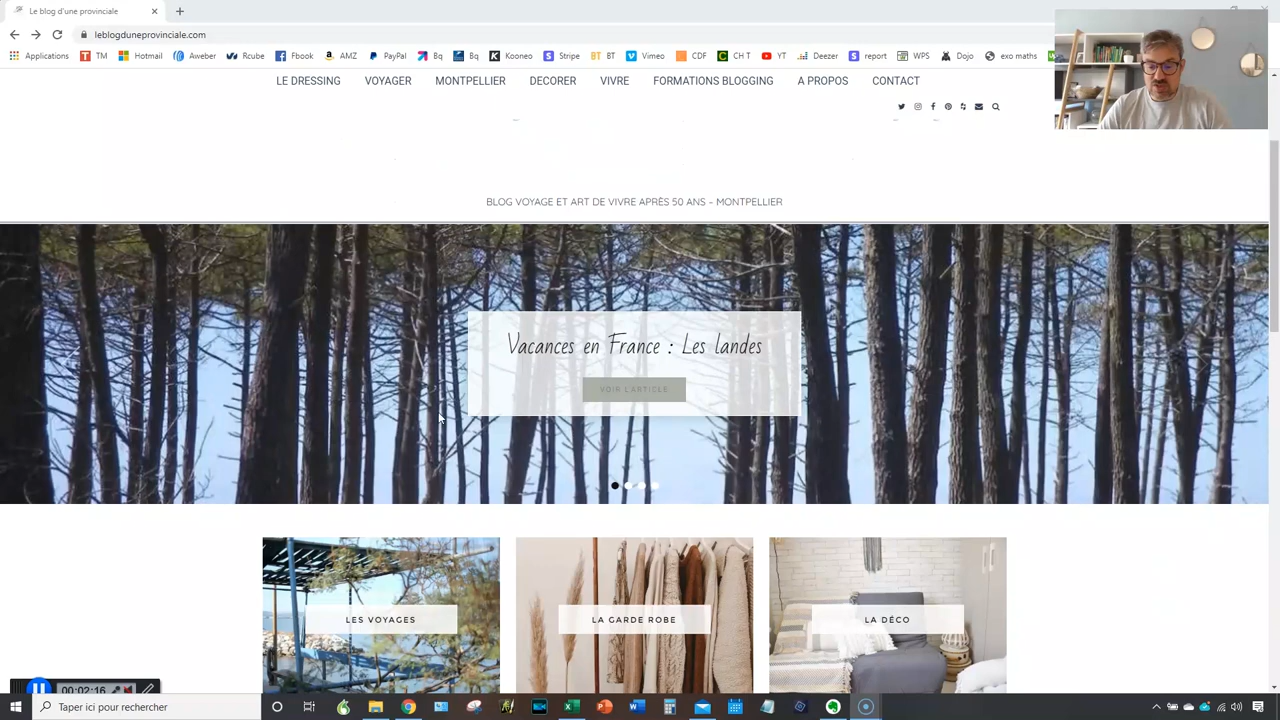 Le blog d'une provinciale
leblogduneprovinciale.com
Applications TM Hotmail Aweber Rcube Fbook AMZ PayPal Bq Bq Koneo Stripe BT Vimeo CDF CH T YT Deezer report WPS Dojo exo maths
LE DRESSING VOYAGER MONTPELLIER DECORER VIVRE FORMATIONS BLOGGING A PROPOS CONTACT
BLOG VOYAGE ET ART DE VIVRE APRÈS 50 ANS – MONTPELLIER
Vacances en France : Les landes
VOIR L'ARTICLE
LES VOYAGES LA GARDE ROBE LA DÉCO
00:02:16
Taper ici pour rechercher